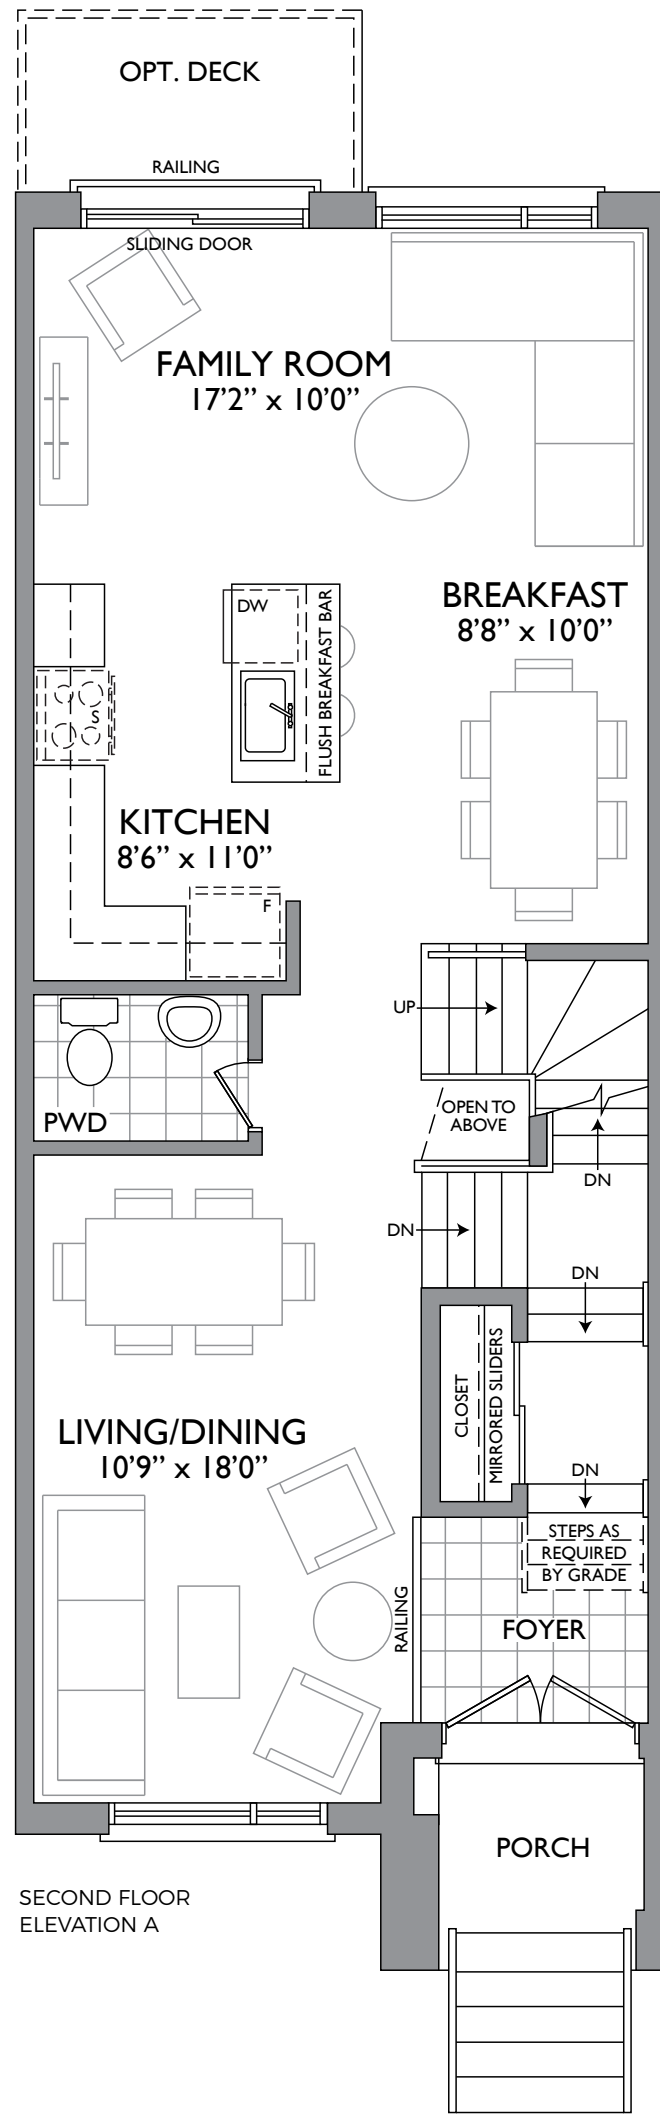 OPT. DECK
RAILING
SLIDING DOOR
FAMILY ROOM
17’2” x 10’0”
BREAKFAST
8’8” x 10’0”
DW
FLUSH BREAKFAST BAR
S
KITCHEN
8’6” x 11’0”
F
UP
OPEN TO
ABOVE
PWD
DN
DN
DN
CLOSET
MIRRORED SLIDERS
LIVING/DINING
10’9” x 18’0”
DN
STEPS AS
REQUIRED
BY GRADE
RAILING
FOYER
PORCH
SECOND FLOOR
ELEVATION A